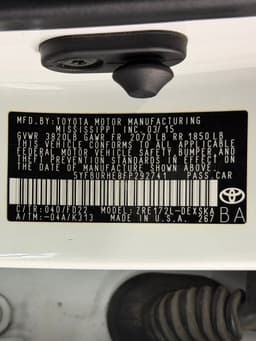 MFD.BY:TOYOTA MOTOR MANUFACTURING
MISSISSIPPI INC. 03/15
GVWR 3820LB GAWR FR 2070LB RR 1850LB
THIS VEHICLE CONFORMS TO ALL APPLICABLE
FEDERAL MOTOR VEHICLE SAFETY AND THEFT
PREVENTION STANDARDS IN EFFECT ON THE DATE
OF MANUFACTURE SHOWN ABOVE.
5YFBURHE8FP292741 PASS.CAR
C/TR:040/FD22 MODEL: ZRE172L-DEXSKA
A/TM:-04A/K313 MADE IN U.S.A. 267
TOYOTA
BA